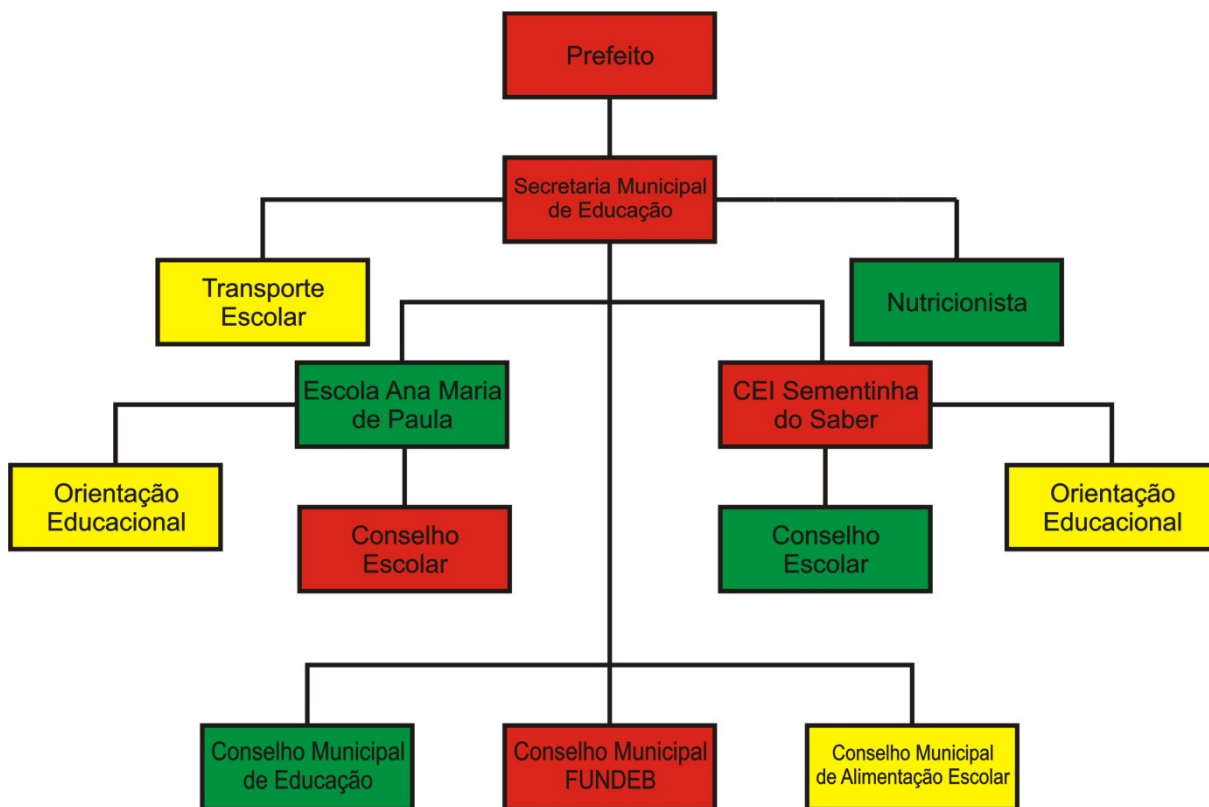 Prefeito
Secretaria Municipal
de Educação
Transporte
Escolar
Nutricionista
Escola Ana Maria
de Paula
CEI Sementinha
do Saber
Orientação
Educacional
Conselho
Escolar
Conselho
Escolar
Orientação
Educacional
Conselho Municipal
de Educação
Conselho Municipal
FUNDEB
Conselho Municipal
de Alimentação Escolar